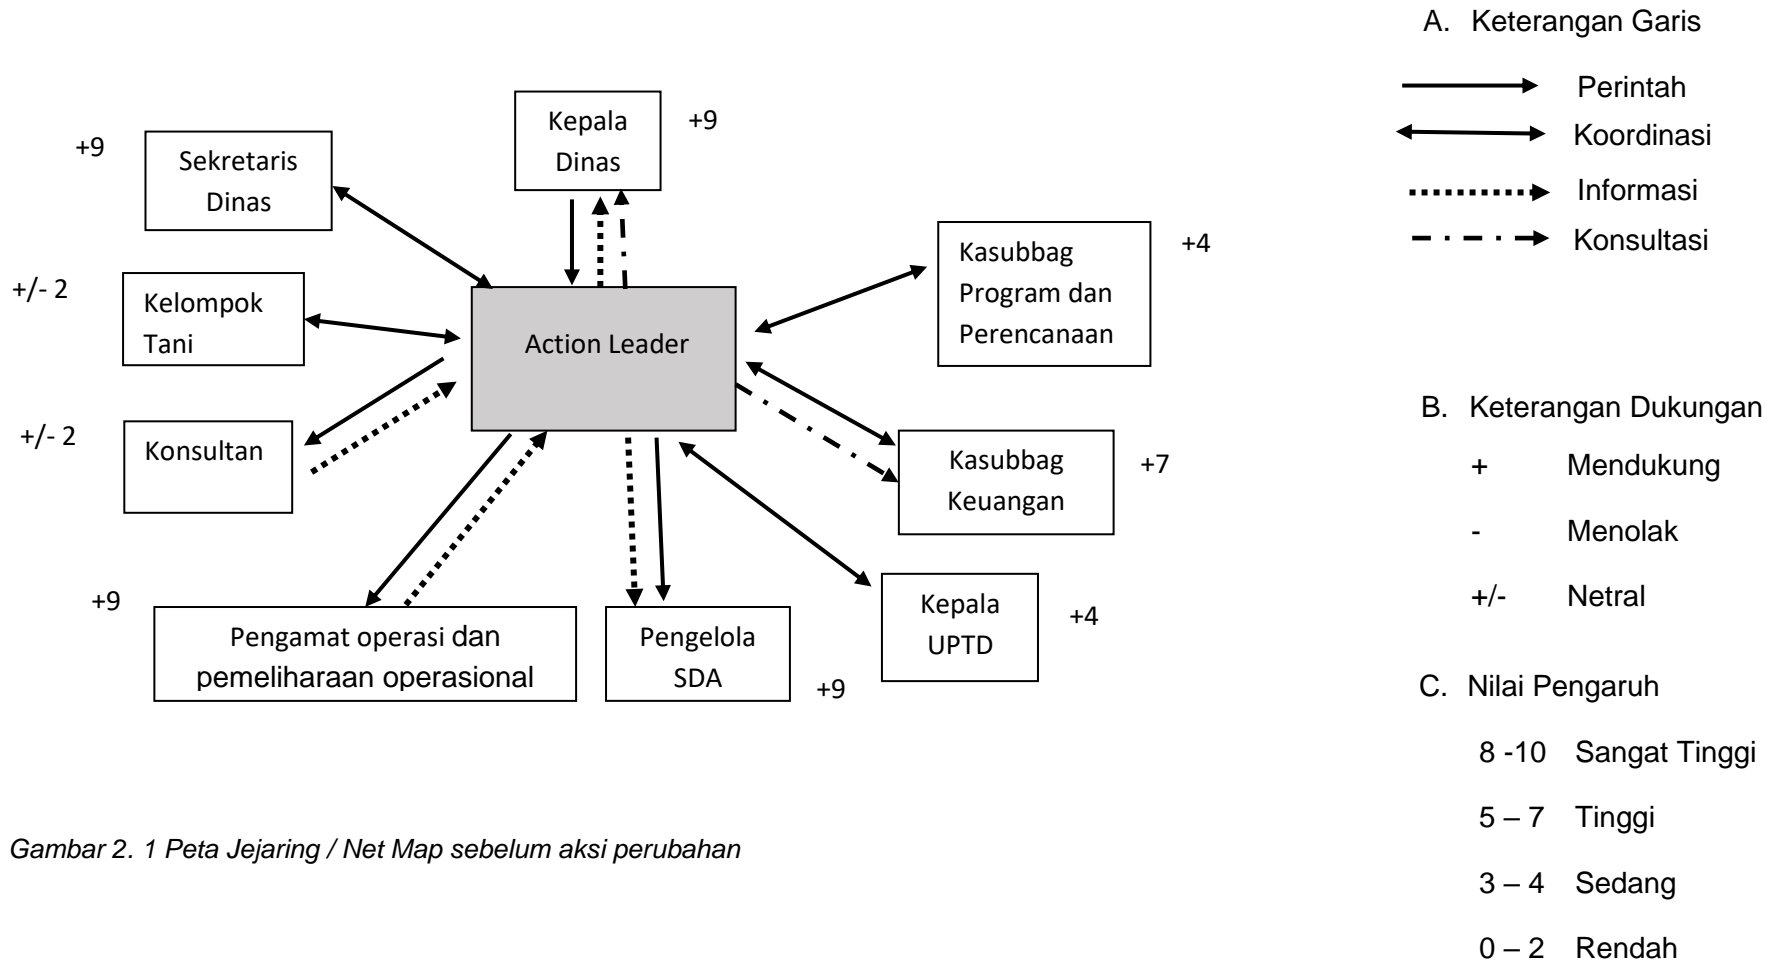 A. Keterangan Garis
Perintah
Koordinasi
Informasi
Konsultasi
+9
Sekretaris
Dinas
Kepala
Dinas
+9
Kasubbag
Program dan
Perencanaan
+4
+/- 2
Kelompok
Tani
Action Leader
+/- 2
Konsultan
Kasubbag
Keuangan
+7
+9
Pengamat operasi dan
pemeliharaan operasional
Pengelola
SDA
+9
Kepala
UPTD
+4
B. Keterangan Dukungan
+ Mendukung
- Menolak
+/- Netral
C. Nilai Pengaruh
8 -10 Sangat Tinggi
5 – 7 Tinggi
3 – 4 Sedang
0 – 2 Rendah
Gambar 2. 1 Peta Jejaring / Net Map sebelum aksi perubahan